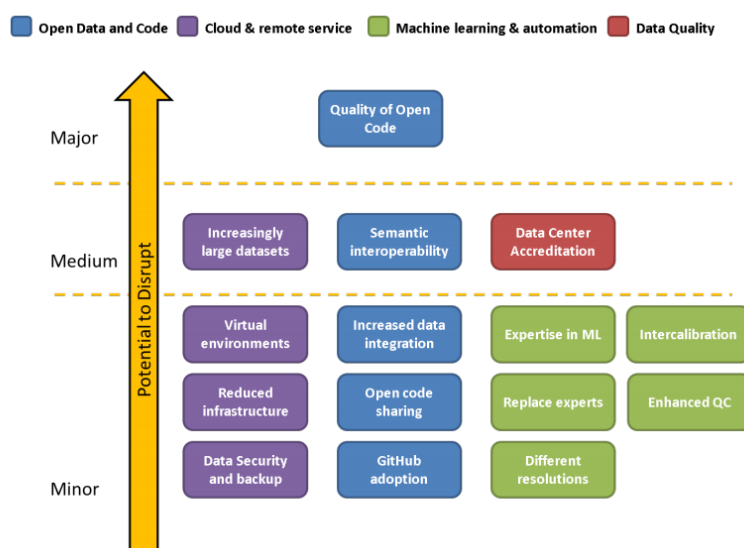 Open Data and Code
Cloud & remote service
Machine learning & automation
Data Quality
Potential to Disrupt
Major
Quality of Open
Code
Medium
Increasingly
large datasets
Semantic
interoperability
Data Center
Accreditation
Virtual
environments
Increased data
integration
Expertise in ML
Intercalibration
Reduced
infrastructure
Open code
sharing
Replace experts
Enhanced QC
Minor
Data Security
and backup
GitHub
adoption
Different
resolutions